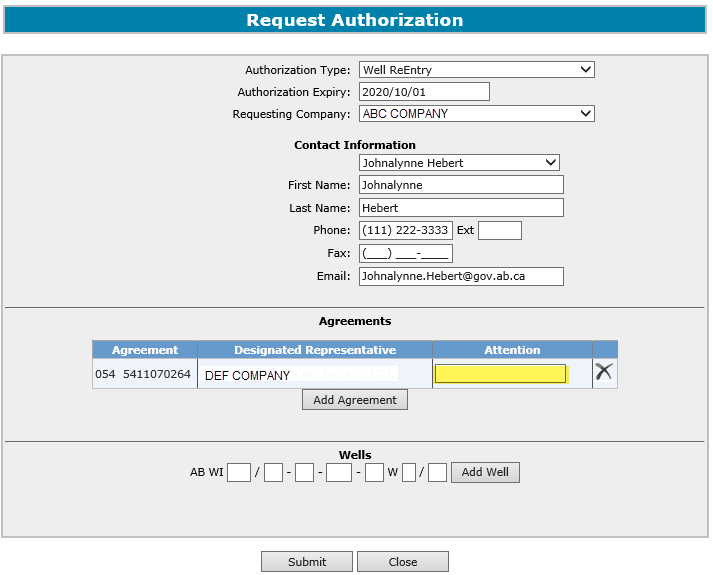 Request Authorization
Authorization Type: Well ReEntry
Authorization Expiry: 2020/10/01
Requesting Company: ABC COMPANY
Contact Information
Johnalynne Hebert
First Name: Johnalynne
Last Name: Hebert
Phone: (111) 222-3333 Ext
Fax: (___) ___-____
Email: Johnalynne.Hebert@gov.ab.ca
Agreements
Agreement Designated Representative Attention
054 5411070264 DEF COMPANY
Add Agreement
Wells
AB WI / - - - W / Add Well
Submit Close